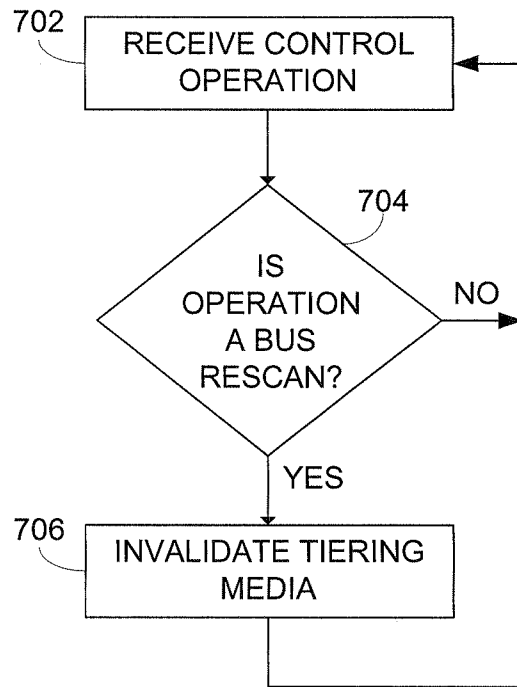 702
RECEIVE CONTROL
OPERATION
704
IS
OPERATION
A BUS
RESCAN?
NO
YES
706
INVALIDATE TIERING
MEDIA